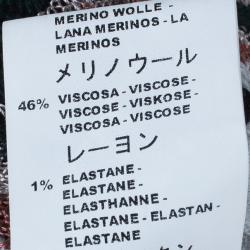 MERINO WOLLE -
LANA MERINOS - LA
MERINOS
メリノウール
46% VISCOSA - VISCOSE -
VISCOSE - VISKOSE -
VISCOSA - VISCOSE
レーヨン
1% ELASTANE -
ELASTANE -
ELASTHANNE -
ELASTANE - ELASTAN -
ELASTANE